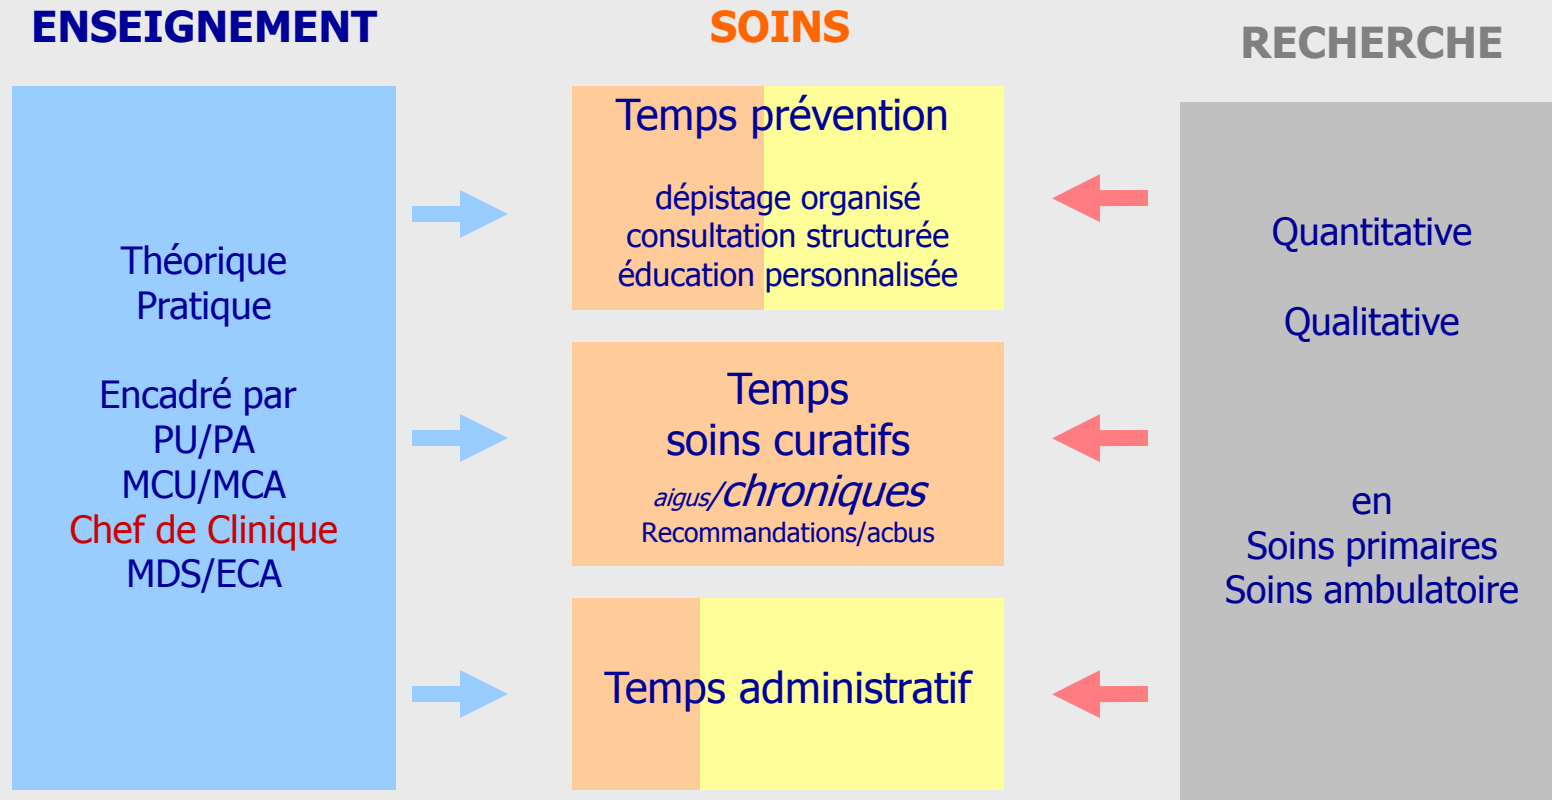 ENSEIGNEMENT
Théorique
Pratique
Encadré par
PU/PA
MCU/MCA
Chef de Clinique
MDS/ECA
SOINS
Temps prévention
dépistage organisé
consultation structurée
éducation personnalisée
Temps
soins curatifs
aigus/chroniques
Recommandations/acbus
Temps administratif
RECHERCHE
Quantitative
Qualitative
en
Soins primaires
Soins ambulatoire